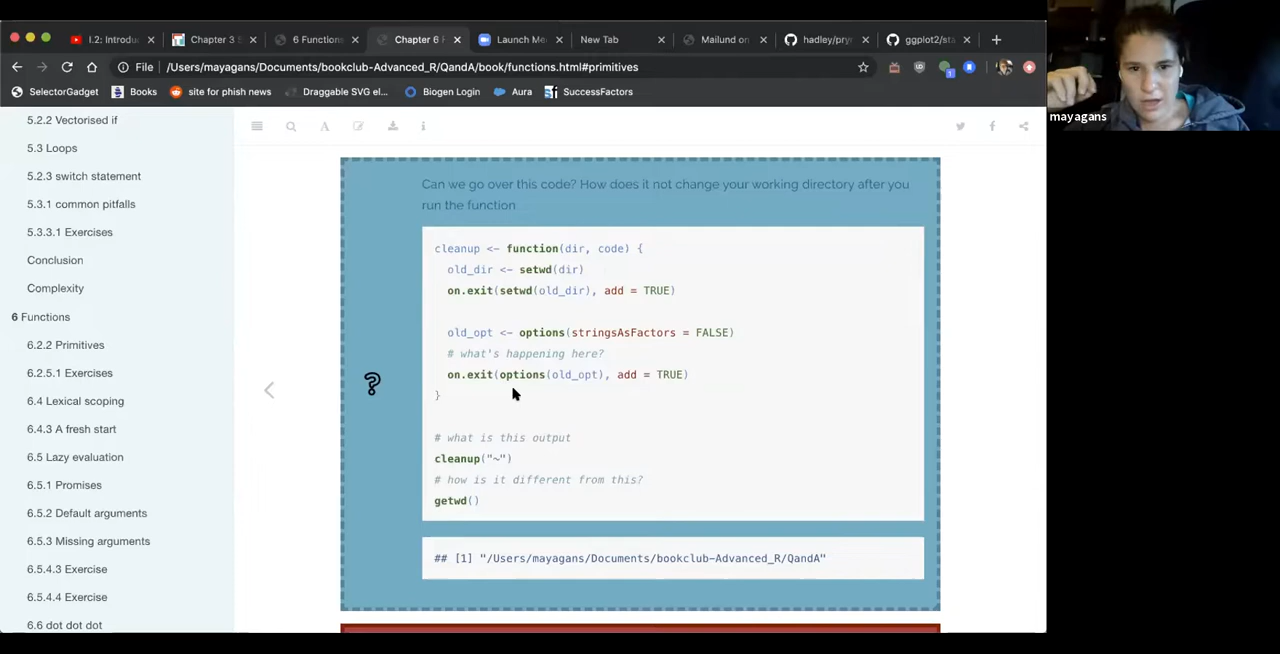 I.2: Introdu
Chapter 3 S
6 Functions
Chapter 6 F
Launch Me
New Tab
Mailund on
hadley/pry
ggplot2/sta
File | /Users/mayagans/Documents/bookclub-Advanced_R/QandA/book/functions.html#primitives
SelectorGadget
Books
site for phish news
Draggable SVG el...
Biogen Login
Aura
SuccessFactors
mayagans
5.2.2 Vectorised if
5.3 Loops
5.2.3 switch statement
5.3.1 common pitfalls
5.3.3.1 Exercises
Conclusion
Complexity
6 Functions
6.2.2 Primitives
6.2.5.1 Exercises
6.4 Lexical scoping
6.4.3 A fresh start
6.5 Lazy evaluation
6.5.1 Promises
6.5.2 Default arguments
6.5.3 Missing arguments
6.5.4.3 Exercise
6.5.4.4 Exercise
6.6 dot dot dot
Can we go over this code? How does it not change your working directory after you
run the function
cleanup <- function(dir, code) {
old_dir <- setwd(dir)
on.exit(setwd(old_dir), add = TRUE)
old_opt <- options(stringsAsFactors = FALSE)
# what's happening here?
on.exit(options(old_opt), add = TRUE)
}
?
# what is this output
cleanup("~")
# how is it different from this?
getwd()
## [1] "/Users/mayagans/Documents/bookclub-Advanced_R/QandA"